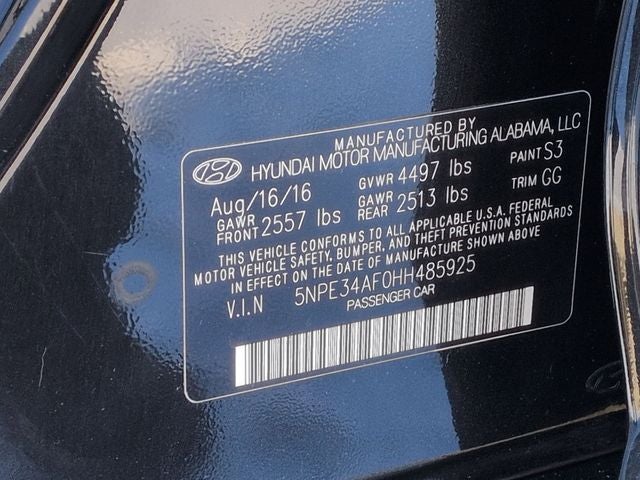 MANUFACTURED BY
HYUNDAI MOTOR MANUFACTURING ALABAMA, LLC
Aug/16/16 GVWR 4497 lbs PAINT S3
GAWR FRONT 2557 lbs GAWR REAR 2513 lbs TRIM GG
THIS VEHICLE CONFORMS TO ALL APPLICABLE U.S.A. FEDERAL
MOTOR VEHICLE SAFETY, BUMPER, AND THEFT PREVENTION STANDARDS
IN EFFECT ON THE DATE OF MANUFACTURE SHOWN ABOVE
V.I.N 5NPE34AF0HH485925
PASSENGER CAR